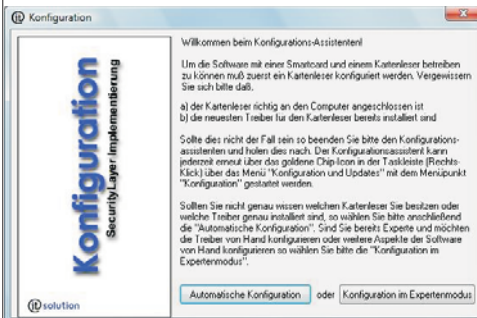 Konfiguration
Willkommen beim Konfigurations-Assistenten!
Um die Software mit einer Smartcard und einem Kartenleser betreiben
zu können muß zuerst ein Kartenleser konfiguriert werden. Vergewissern
Sie sich bitte daß,
a) der Kartenleser richtig an den Computer angeschlossen ist
b) die neuesten Treiber für den Kartenleser bereits installiert sind
Sollte dies nicht der Fall sein so beenden Sie bitte den Konfigurations-
assistenten und holen dies nach. Der Konfigurationsassistent kann
jederzeit erneut über das goldene Chip-Icon in der Taskleiste (Rechts-
Klick) über das Menü "Konfiguration und Updates" mit dem Menüpunkt
"Konfiguration" gestartet werden.
Sollten Sie nicht genau wissen welchen Kartenleser Sie besitzen oder
welche Treiber genau installiert sind, so wählen Sie bitte anschließend
die "Automatische Konfiguration". Sind Sie bereits Experte und möchten
die Treiber von Hand konfigurieren oder weitere Aspekte der Software
von Hand konfigurieren so wählen Sie bitte die "Konfiguration im
Expertenmodus".
Konfiguration
SecurityLayer Implementierung
it solution
Automatische Konfiguration oder Konfiguration im Expertenmodus